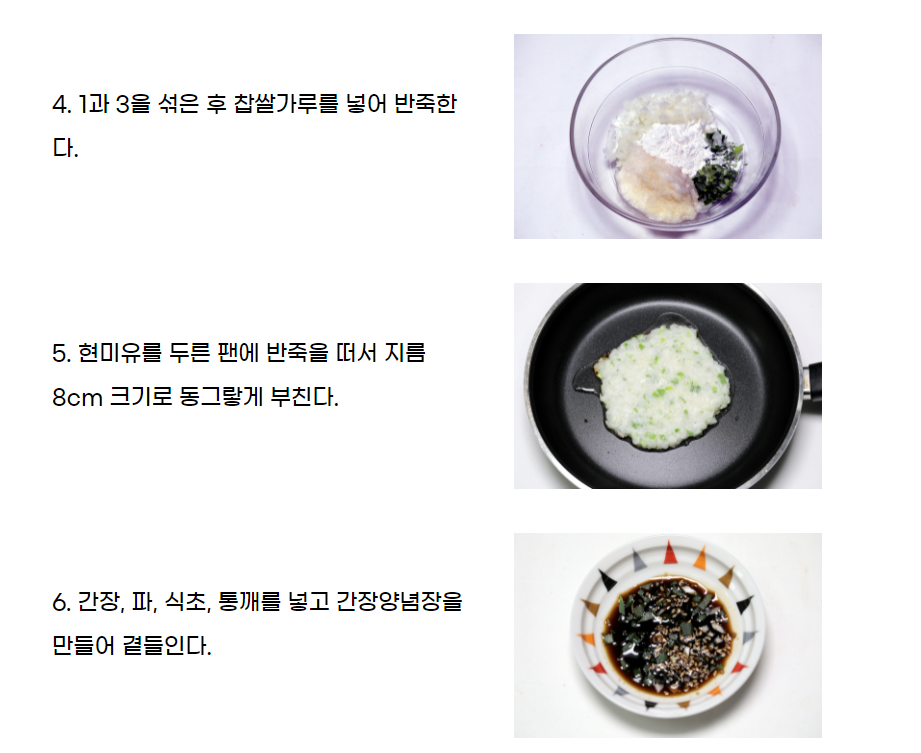 4. 1과 3을 섞은 후 찹쌀가루를 넣어 반죽한
다.
5. 현미유를 두른 팬에 반죽을 떠서 지름
8cm 크기로 동그랗게 부친다.
6. 간장, 파, 식초, 통깨를 넣고 간장양념장을
만들어 곁들인다.